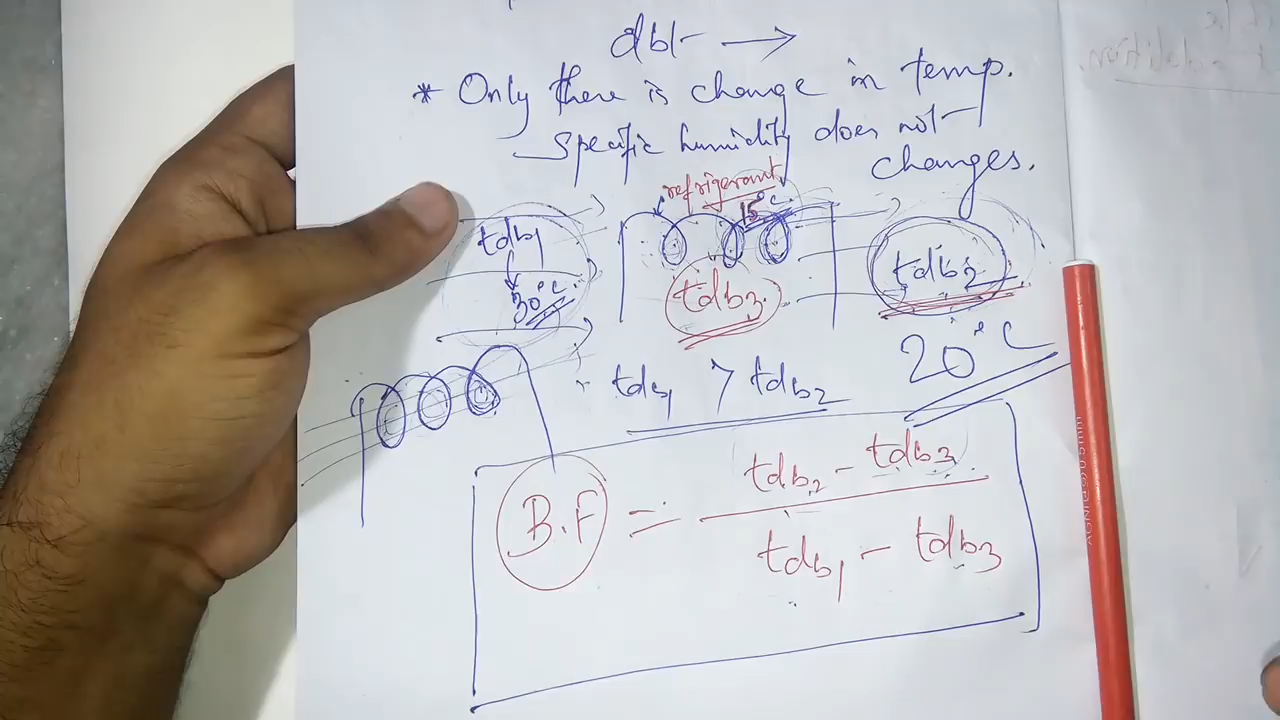 dbt →
* Only there is change in temp.
Specific humidity does not
changes.
refrigerant
15°C
tdb1
30°C
tdb3
tdb2
20°C
tdb1 > tdb2
B.F = tdb2 - tdb3
tdb1 - tdb3